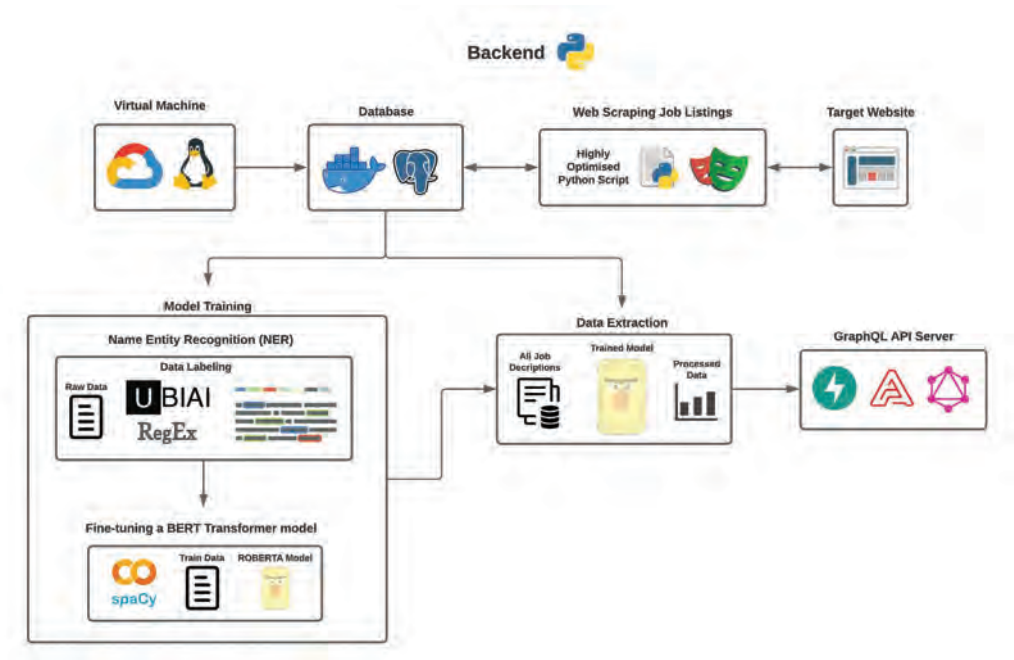 Backend
Virtual Machine
Database
Web Scraping Job Listings
Target Website
Highly
Optimised
Python Script
Model Training
Name Entity Recognition (NER)
Data Labeling
Raw Data
UBIAI
RegEx
Fine-tuning a BERT Transformer model
Train Data
ROBERTA Model
spaCy
Data Extraction
All Job
Decriptions
Trained Model
Processed
Data
GraphQL API Server